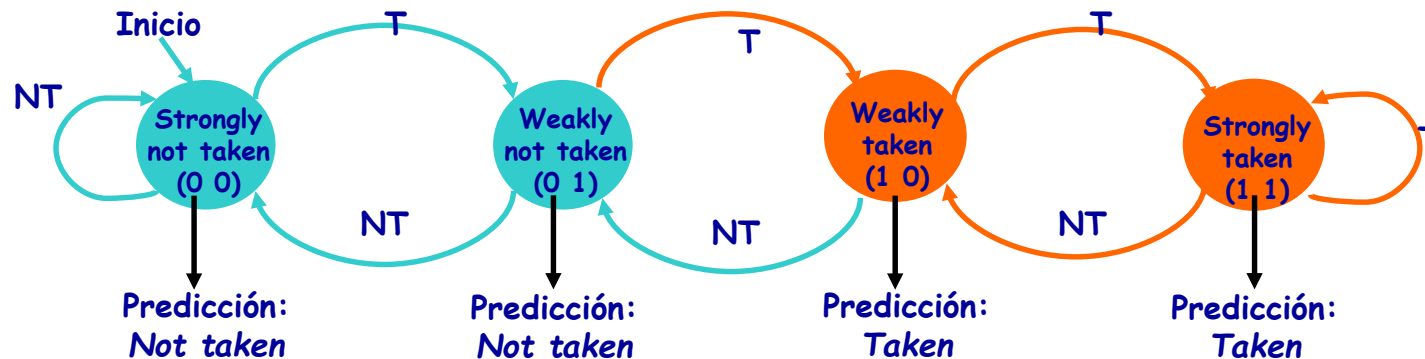 Inicio
T
T
T
NT
Strongly
not taken
(0 0)
Weakly
not taken
(0 1)
Weakly
taken
(1 0)
Strongly
taken
(1 1)
NT
NT
NT
Predicción:
Not taken
Predicción:
Not taken
Predicción:
Taken
Predicción:
Taken